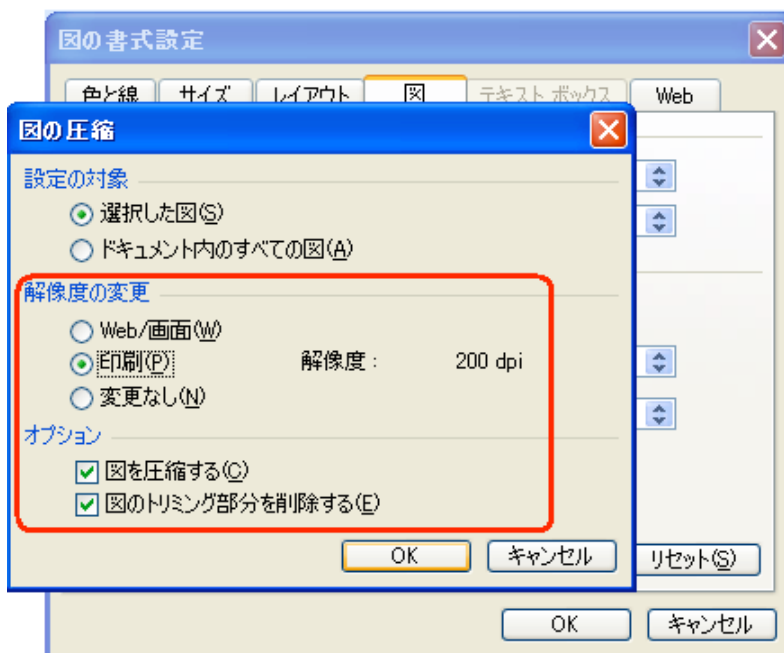 図の書式設定
色と線 サイズ レイアウト 図 テキスト ボックス Web
図の圧縮
設定の対象
選択した図(S)
ドキュメント内のすべての図(A)
解像度の変更
Web/画面(W)
印刷(P) 解像度： 200 dpi
変更なし(N)
オプション
図を圧縮する(C)
図のトリミング部分を削除する(E)
OK キャンセル リセット(S)
OK キャンセル